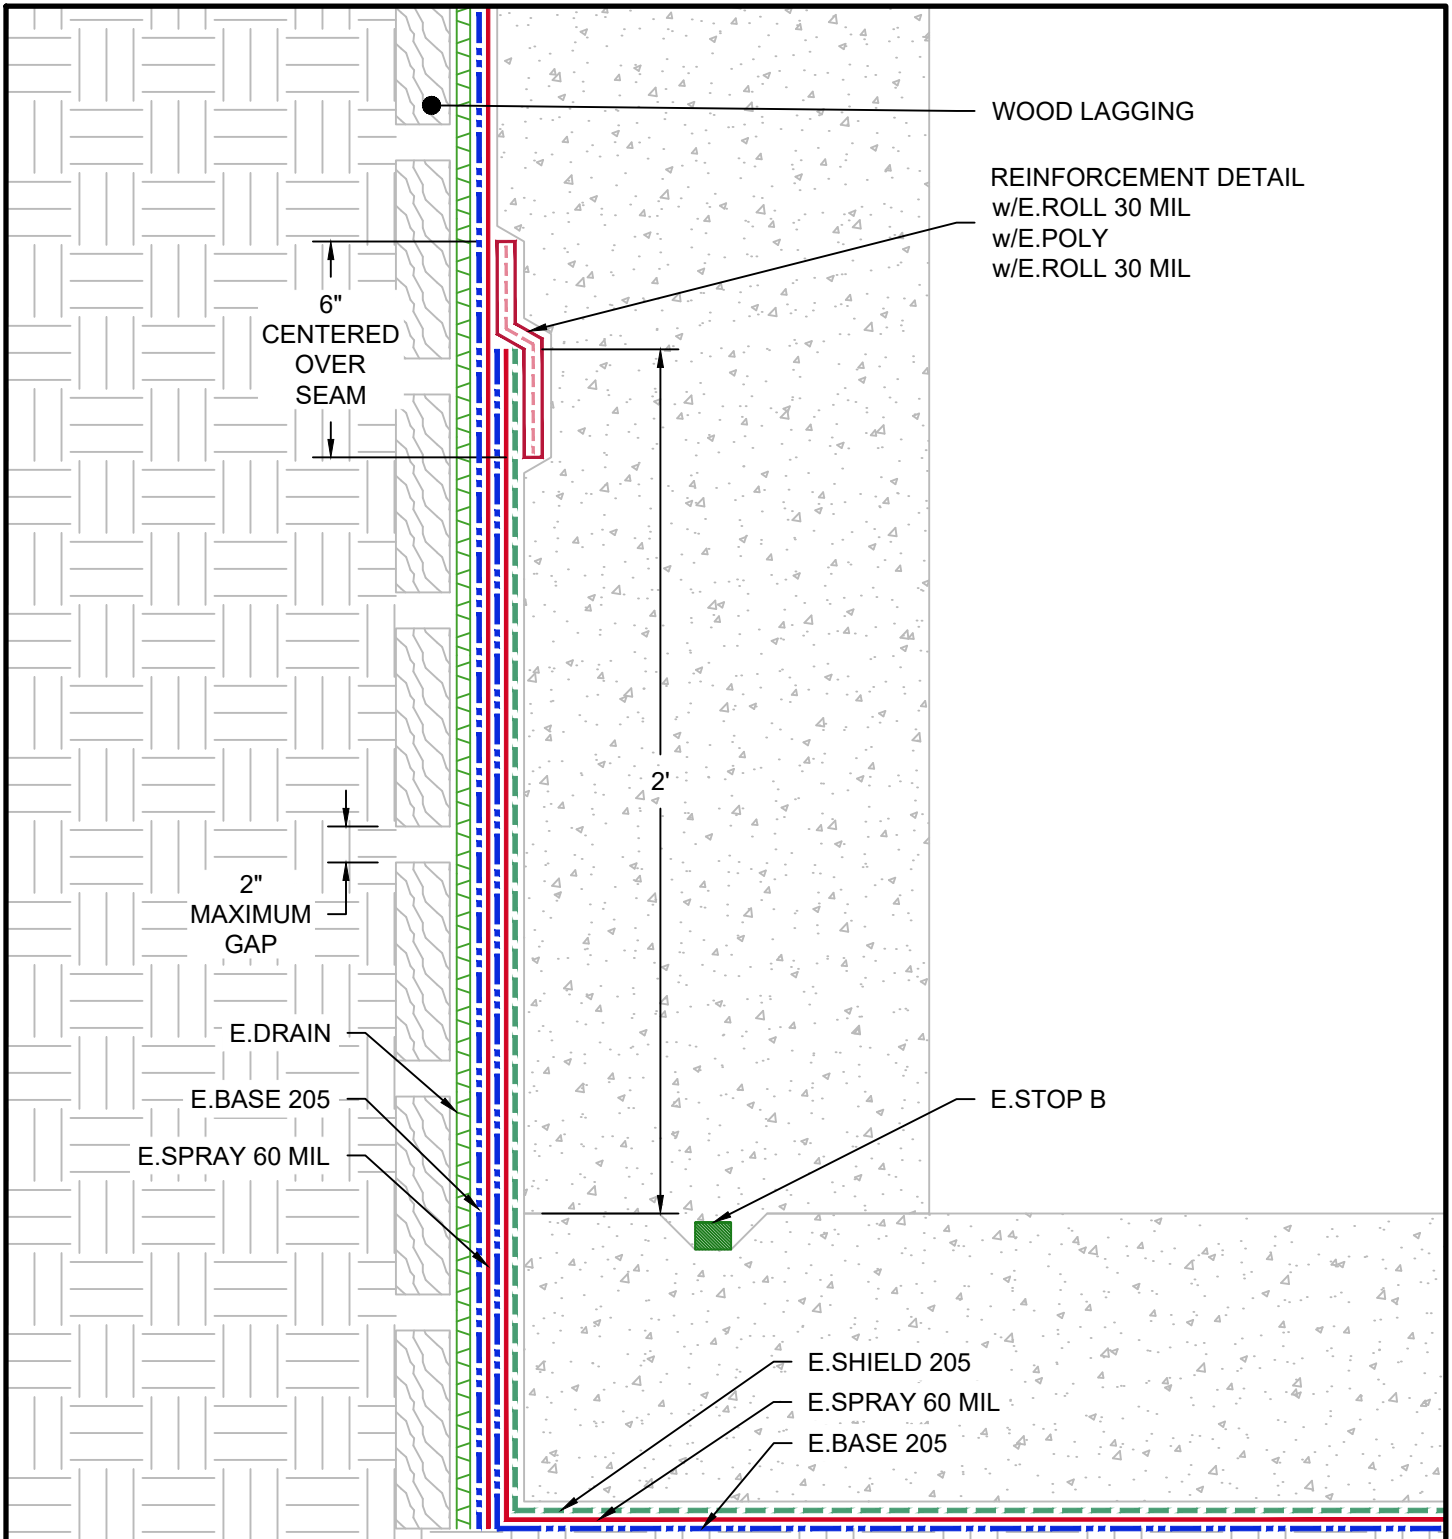 WOOD LAGGING
REINFORCEMENT DETAIL
w/E.ROLL 30 MIL
w/E.POLY
w/E.ROLL 30 MIL
6"
CENTERED
OVER
SEAM
2'
2"
MAXIMUM
GAP
E.DRAIN
E.BASE 205
E.SPRAY 60 MIL
E.STOP B
E.SHIELD 205
E.SPRAY 60 MIL
E.BASE 205